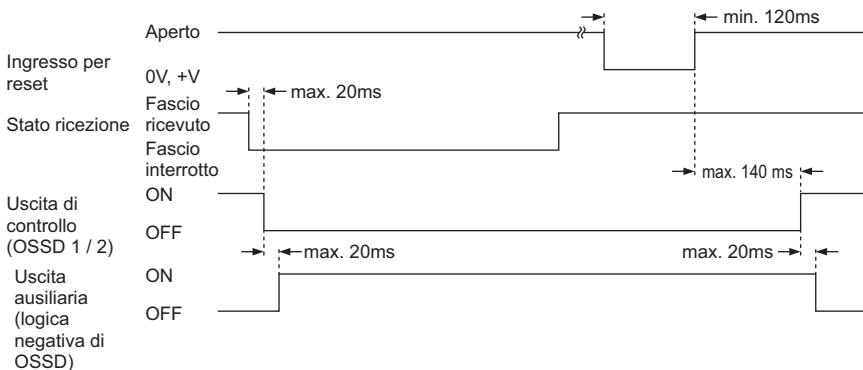 Aperto
min. 120ms
Ingresso per
reset
0V, +V
max. 20ms
Stato ricezione
Fascio
ricevuto
Fascio
interrotto
max. 140 ms
ON
Uscita di
controllo
(OSSD 1 / 2)
OFF
max. 20ms
max. 20ms
Uscita
ausiliaria
(logica
negativa di
OSSD)
ON
OFF